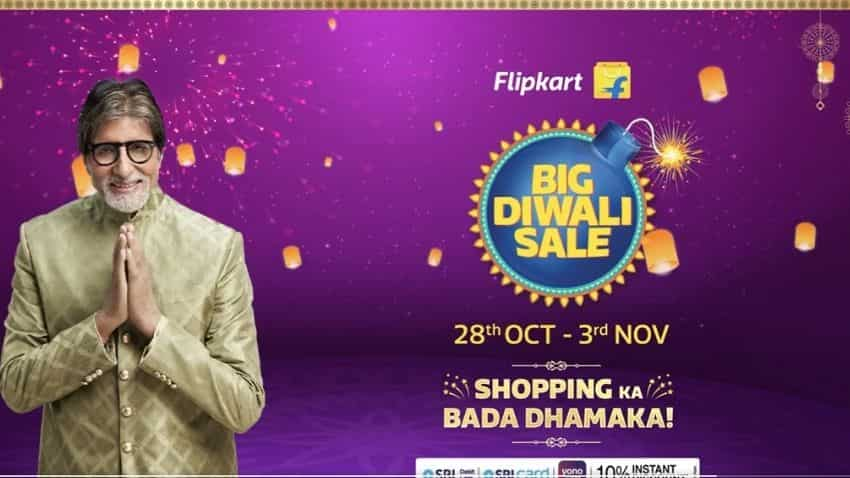 Flipkart
BIG
DIWALI
SALE
28th OCT - 3rd NOV
SHOPPING KA
BADA DHAMAKA!
SBI Debit SBI card yono 10% INSTANT